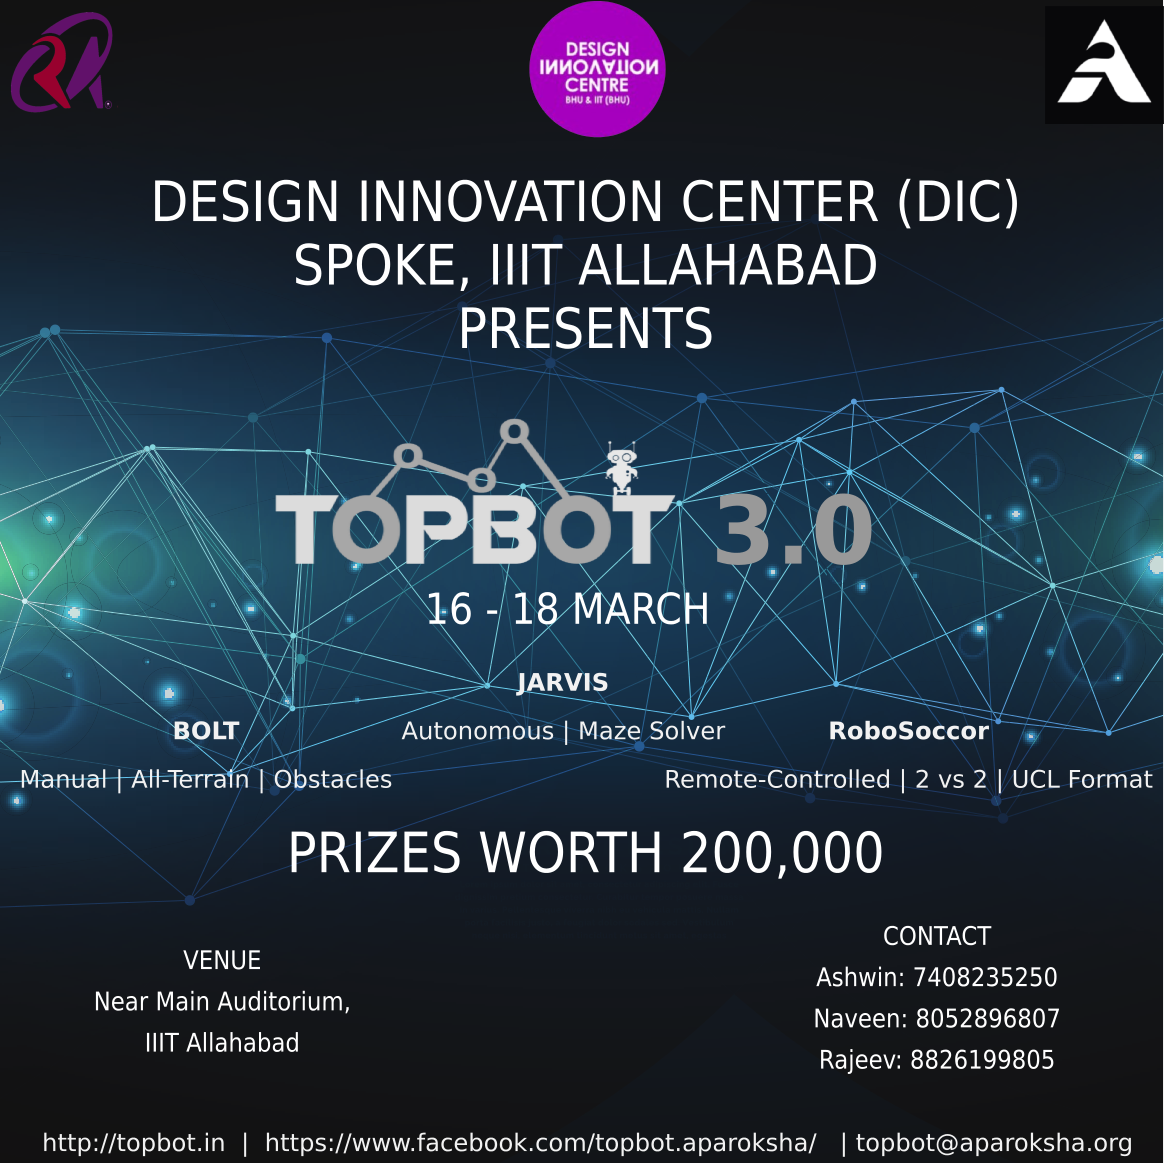 DESIGN
INNOVATION
CENTRE
BHU & IIT (BHU)
DESIGN INNOVATION CENTER (DIC)
SPOKE, IIIT ALLAHABAD
PRESENTS
TOPBOT 3.0
16 - 18 MARCH
JARVIS
Autonomous | Maze Solver
BOLT
Manual | All-Terrain | Obstacles
RoboSoccor
Remote-Controlled | 2 vs 2 | UCL Format
PRIZES WORTH 200,000
VENUE
Near Main Auditorium,
IIIT Allahabad
CONTACT
Ashwin: 7408235250
Naveen: 8052896807
Rajeev: 8826199805
http://topbot.in | https://www.facebook.com/topbot.aparoksha/ | topbot@aparoksha.org